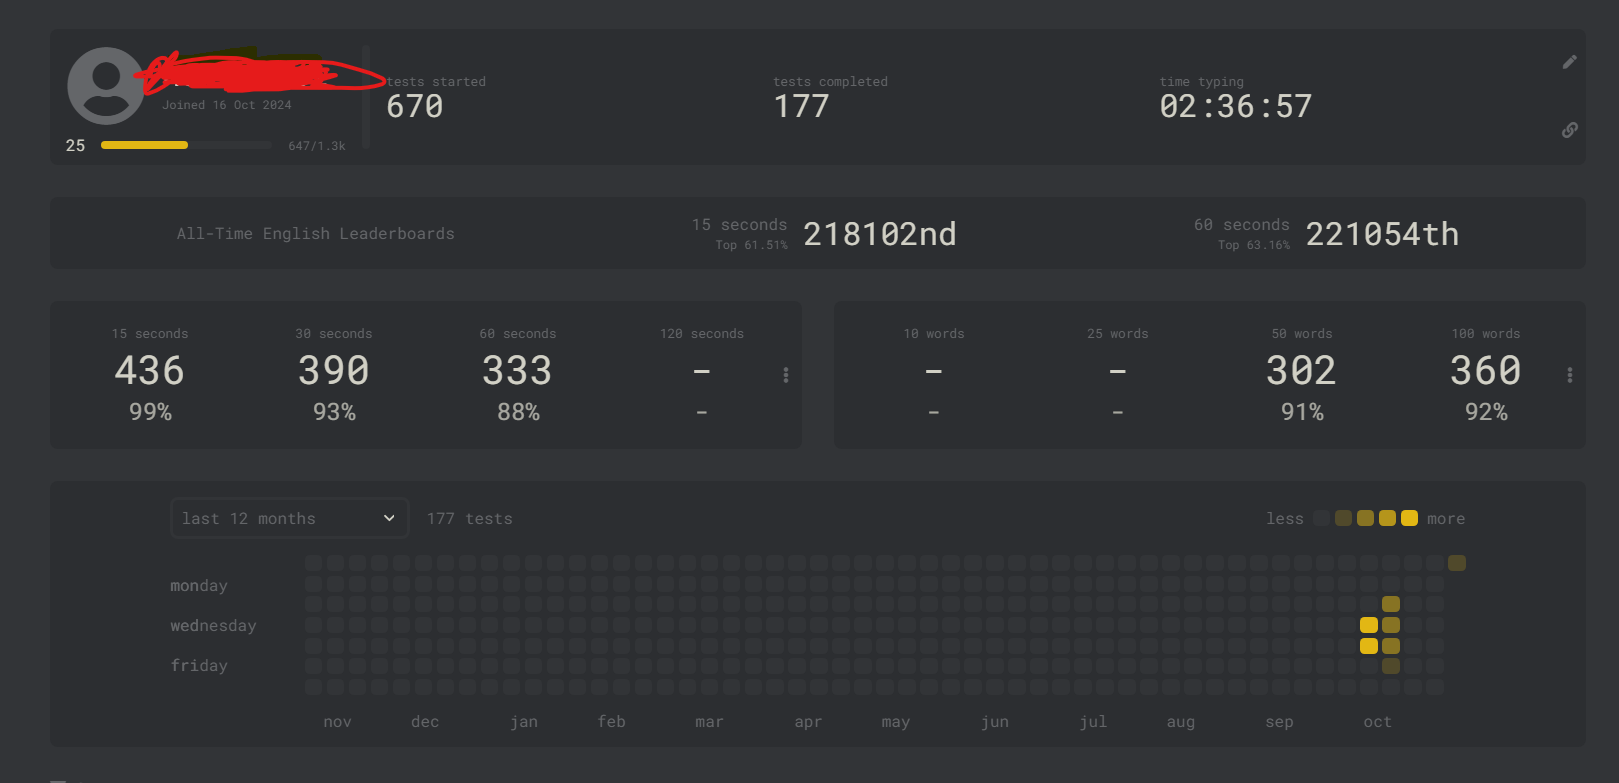 tests started
tests completed
time typing
Joined 16 Oct 2024
670
177
02:36:57
25
647/1.3k
All-Time English Leaderboards
15 seconds
Top 61.51%
218102nd
60 seconds
Top 63.16%
221054th
15 seconds
30 seconds
60 seconds
120 seconds
436
390
333
-
99%
93%
88%
-
10 words
25 words
50 words
100 words
-
-
302
360
-
-
91%
92%
last 12 months
177 tests
less
more
monday
wednesday
friday
nov
dec
jan
feb
mar
apr
may
jun
jul
aug
sep
oct